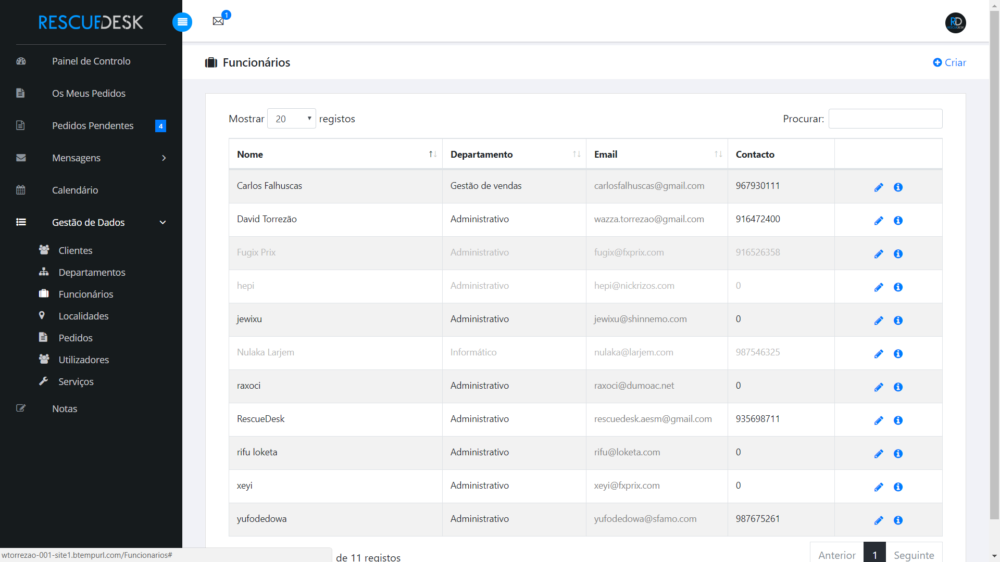 RESCUEDESK
1
RD
Painel de Controlo
Os Meus Pedidos
Pedidos Pendentes 4
Mensagens
Calendário
Gestão de Dados
Clientes
Departamentos
Funcionários
Localidades
Pedidos
Utilizadores
Serviços
Notas
Funcionários
Criar
Mostrar 20 registos
Procurar:
Nome Departamento Email Contacto
Carlos Falhuscas Gestão de vendas carlosfalhuscas@gmail.com 967930111
David Torrezão Administrativo wazza.torrezao@gmail.com 916472400
Fugix Prix Administrativo fugix@fxprix.com 916526358
hepi Administrativo hepi@nickrizos.com 0
jewixu Administrativo jewixu@shinnemo.com 0
Nulaka Larjem Informático nulaka@larjem.com 987546325
raxoci Administrativo raxoci@dumoac.net 0
RescueDesk Administrativo rescuedesk.aesm@gmail.com 935698711
rifu loketa Administrativo rifu@loketa.com 0
xeyi Administrativo xeyi@fxprix.com 0
yufodedowa Administrativo yufodedowa@sfamo.com 987675261
de 11 registos
Anterior 1 Seguinte
wtorrezao-001-site1.btempurl.com/Funcionarios#